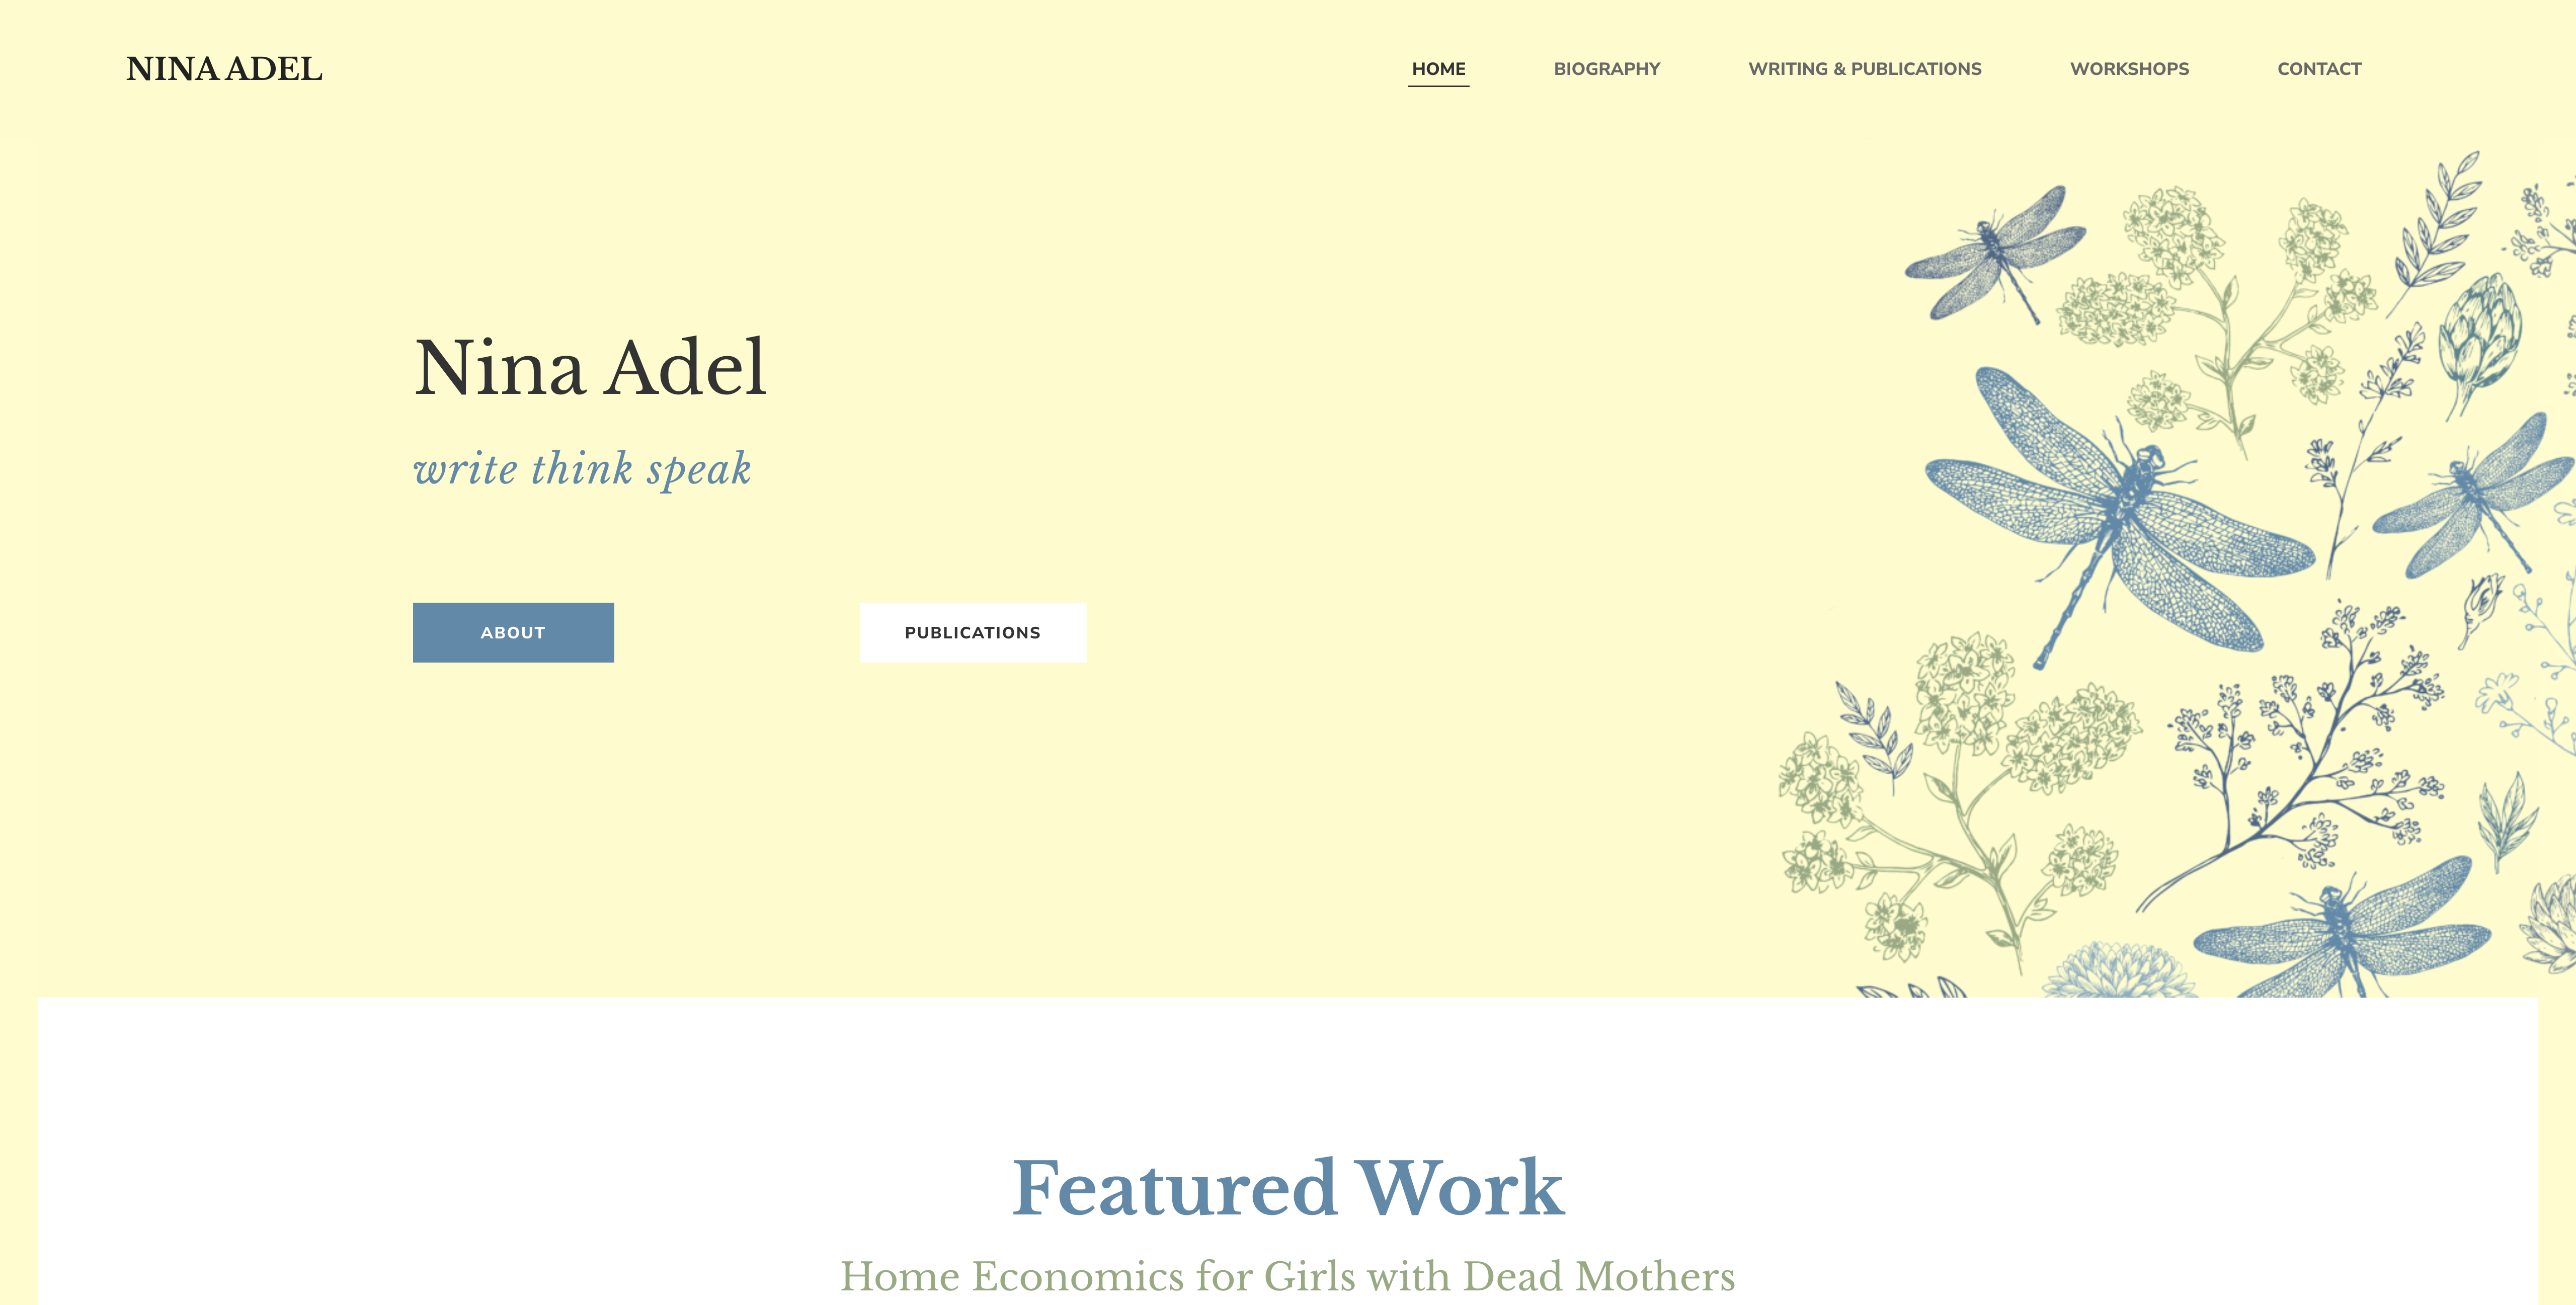 NINA ADEL
HOME BIOGRAPHY WRITING & PUBLICATIONS WORKSHOPS CONTACT
Nina Adel
write think speak
ABOUT
PUBLICATIONS
Featured Work
Home Economics for Girls with Dead Mothers